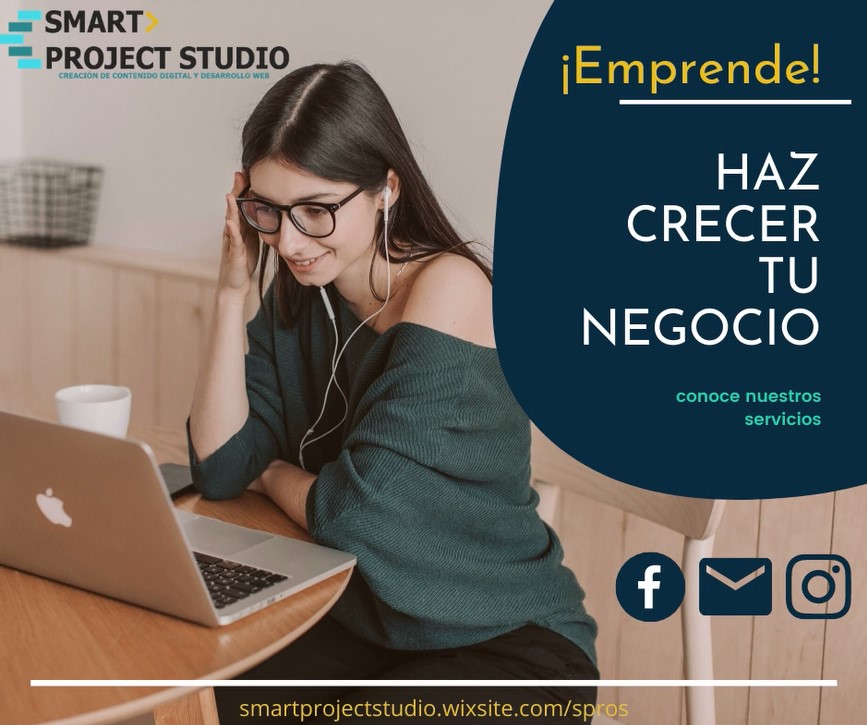 SMART
PROJECT STUDIO
CREACIÓN DE CONTENIDO DIGITAL Y DESARROLLO WEB
¡Emprende!
HAZ
CRECER
TU
NEGOCIO
conoce nuestros
servicios
smartprojectstudio.wixsite.com/spros